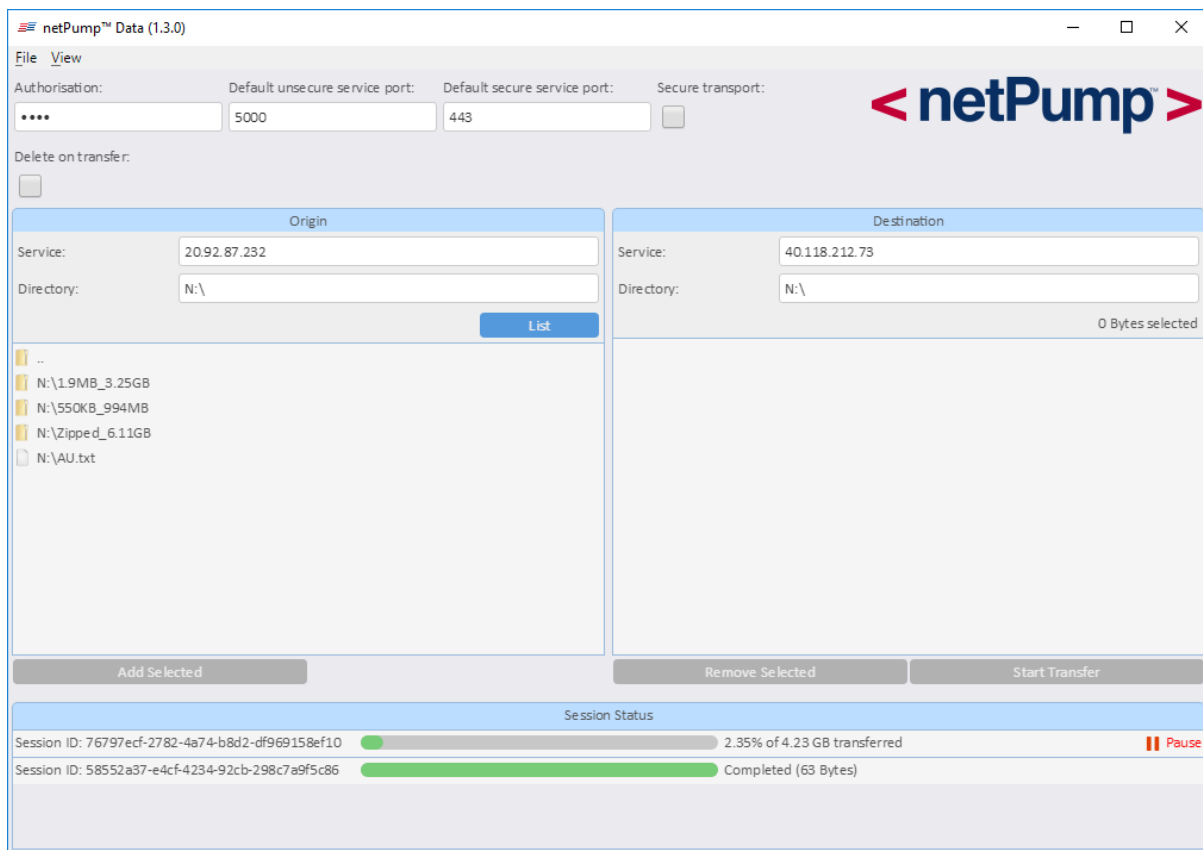 netPump™ Data (1.3.0)
File View
Authorisation: Default unsecure service port: Default secure service port: Secure transport:
•••• 5000 443
<netPump™>
Delete on transfer:
Origin Destination
Service: 20.92.87.232 Service: 40.118.212.73
Directory: N:\ Directory: N:\
List 0 Bytes selected
..
N:\1.9MB_3.25GB
N:\550KB_994MB
N:\Zipped_6.11GB
N:\AU.txt
Add Selected Remove Selected Start Transfer
Session Status
Session ID: 76797ecf-2782-4a74-b8d2-df969158ef10 2.35% of 4.23 GB transferred Pause
Session ID: 58552a37-e4cf-4234-92cb-298c7a9f5c86 Completed (63 Bytes)